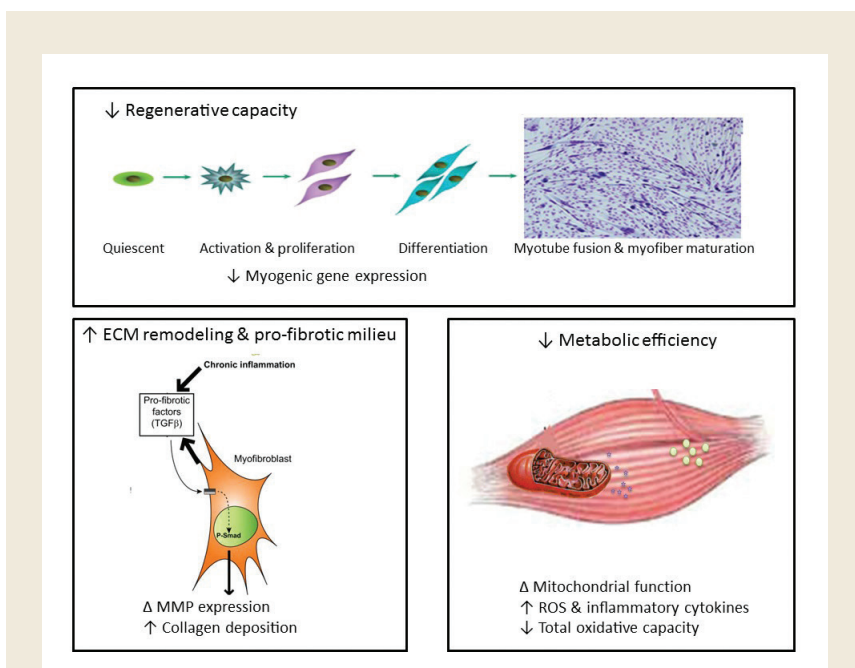 ↓ Regenerative capacity
Quiescent
Activation & proliferation
Differentiation
Myotube fusion & myofiber maturation
↓ Myogenic gene expression
↑ ECM remodeling & pro-fibrotic milieu
Chronic inflammation
Pro-fibrotic
factors
(TGFβ)
Myofibroblast
P-Smad
Δ MMP expression
↑ Collagen deposition
↓ Metabolic efficiency
Δ Mitochondrial function
↑ ROS & inflammatory cytokines
↓ Total oxidative capacity